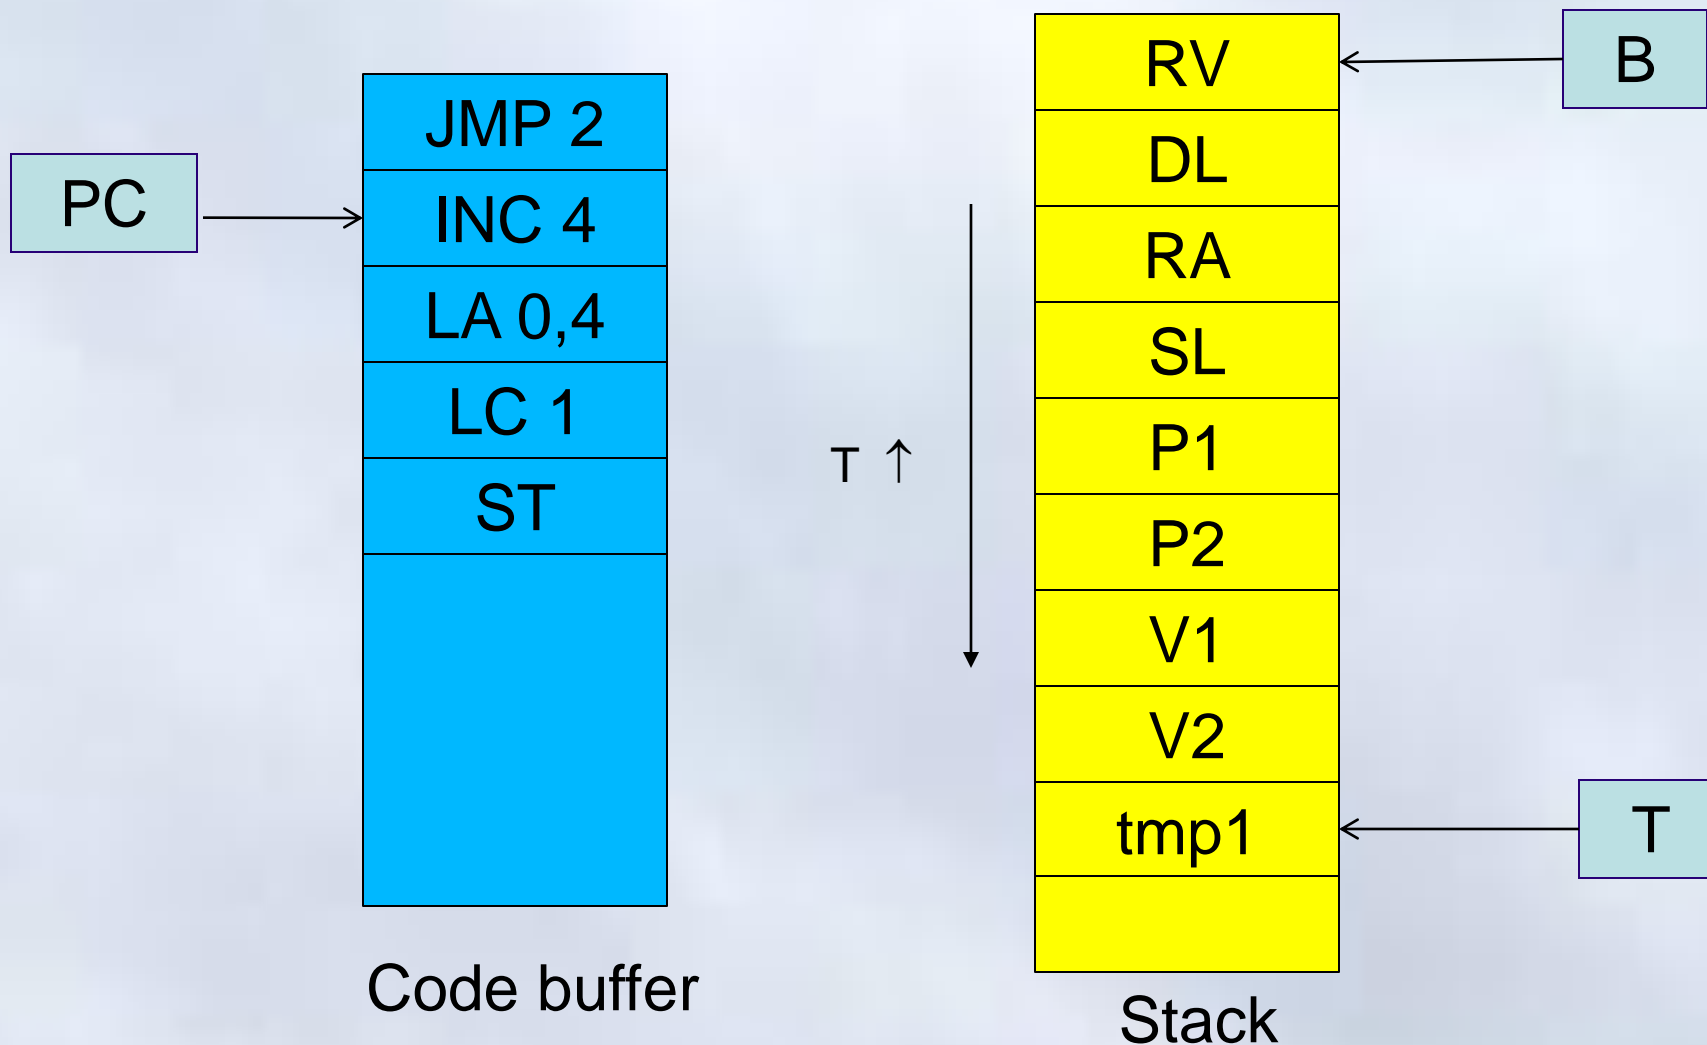 PC
JMP 2
INC 4
LA 0,4
LC 1
ST
Code buffer
T ↑
RV
DL
RA
SL
P1
P2
V1
V2
tmp1
Stack
B
T